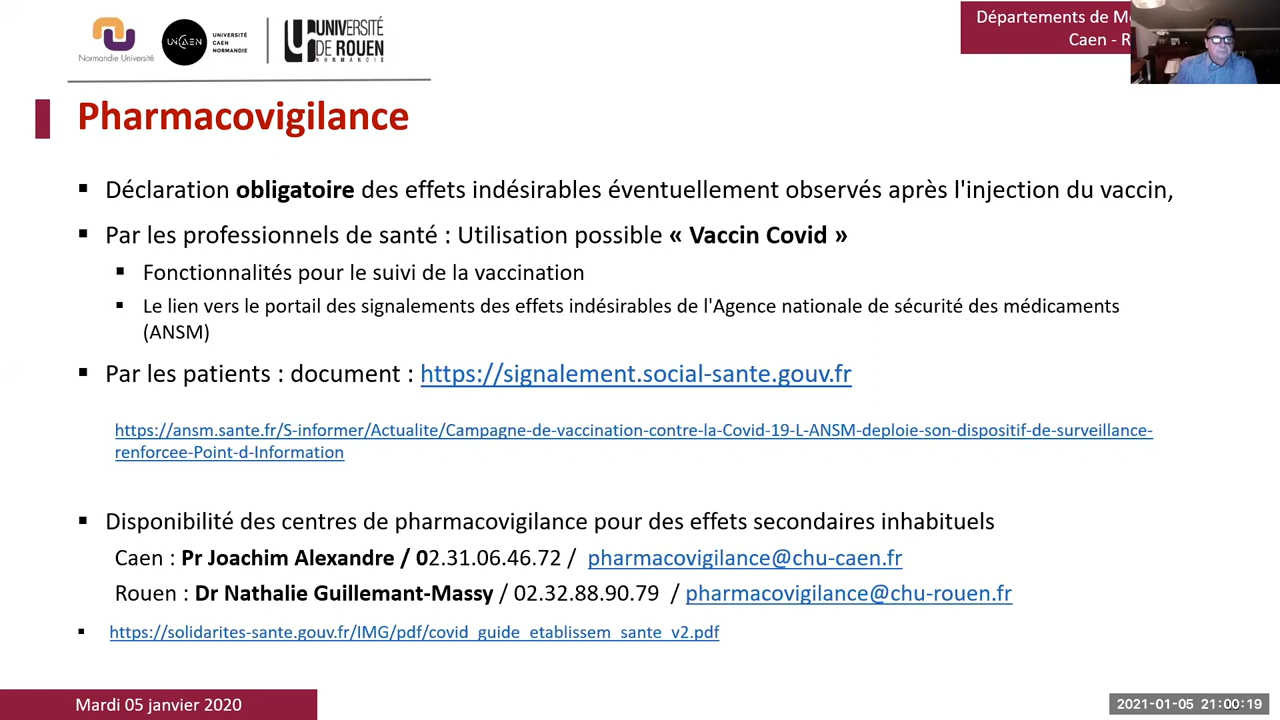 Normandie Université
UNICAEN
UNIVERSITÉ
CAEN
NORMANDIE
UNIVERSITÉ
DE ROUEN
NORMANDIE
Départements de
Caen -
Pharmacovigilance
▪ Déclaration obligatoire des effets indésirables éventuellement observés après l'injection du vaccin,
▪ Par les professionnels de santé : Utilisation possible « Vaccin Covid »
▪ Fonctionnalités pour le suivi de la vaccination
▪ Le lien vers le portail des signalements des effets indésirables de l'Agence nationale de sécurité des médicaments
(ANSM)
▪ Par les patients : document : https://signalement.social-sante.gouv.fr
https://ansm.sante.fr/S-informer/Actualite/Campagne-de-vaccination-contre-la-Covid-19-L-ANSM-deploie-son-dispositif-de-surveillance-
renforcee-Point-d-Information
▪ Disponibilité des centres de pharmacovigilance pour des effets secondaires inhabituels
Caen : Pr Joachim Alexandre / 02.31.06.46.72 / pharmacovigilance@chu-caen.fr
Rouen : Dr Nathalie Guillemant-Massy / 02.32.88.90.79 / pharmacovigilance@chu-rouen.fr
▪ https://solidarites-sante.gouv.fr/IMG/pdf/covid_guide_etablissem_sante_v2.pdf
Mardi 05 janvier 2020
2021-01-05 21:00:19